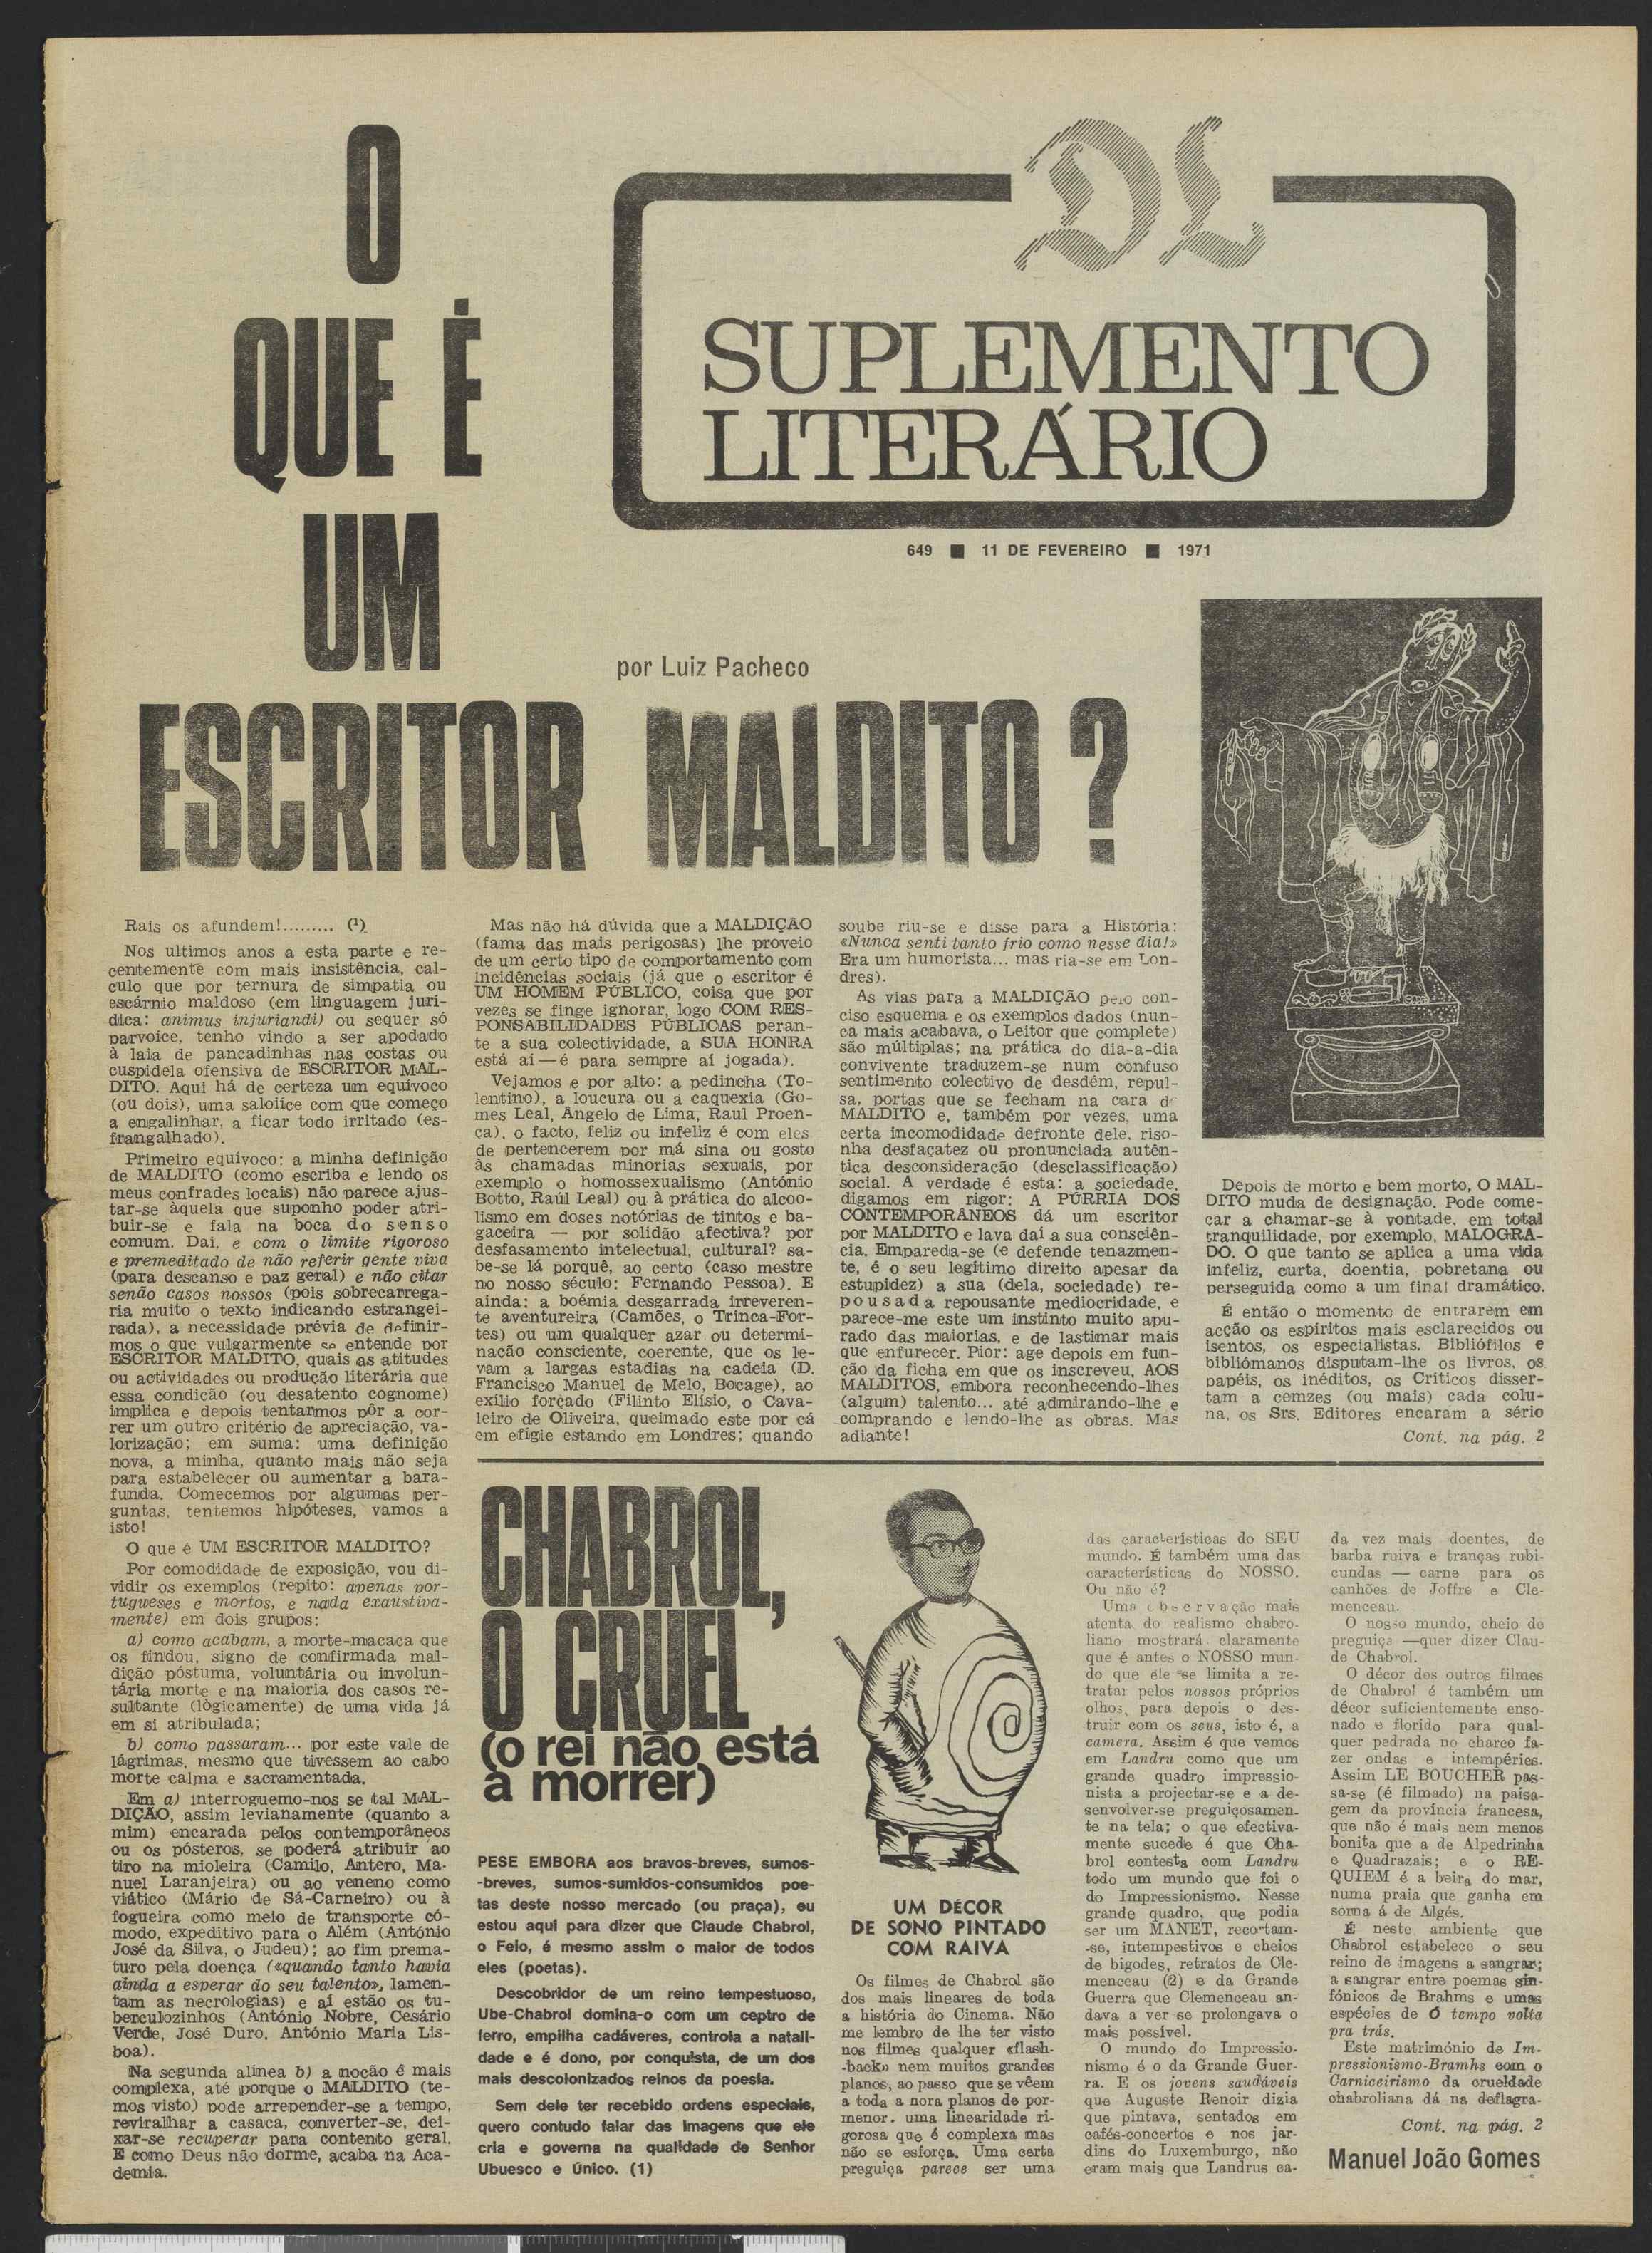 O
QUE É
UM
ESCRITOR MALDITO?
por Luiz Pacheco
DL
SUPLEMENTO
LITERÁRIO
649 ■ 11 DE FEVEREIRO ■ 1971
Rais os afundem!......... (1)
Nos ultimos anos a esta parte e re-
centemente com mais insistência, cal-
culo que por ternura de simpatia ou
escárnio maldoso (em linguagem jurí-
dica: animus injuriandi) ou sequer só
parvoíce, tenho vindo a ser apodado
à laia de pancadinhas nas costas ou
cuspidela ofensiva de ESCRITOR MAL-
DITO. Aqui há de certeza um equívoco
(ou dois), uma saloiice com que começo
a engalinhar, a ficar todo irritado (es-
frangalhado).
Primeiro equívoco: a minha definição
de MALDITO (como escriba e lendo os
meus confrades locais) não parece ajus-
tar-se àquela que suponho poder atri-
buir-se e fala na boca do senso
comum. Daí, e com o limite rigoroso
e premeditado de não referir gente viva
(para descanso e paz geral) e não citar
senão casos nossos (pois sobrecarrega-
ria muito o texto indicando estrangei-
rada), a necessidade prévia de definir-
mos o que vulgarmente se entende por
ESCRITOR MALDITO, quais as atitudes
ou actividades ou produção literária que
essa condição (ou desatento cognome)
implica e depois tentarmos pôr a cor-
rer um outro critério de apreciação, va-
lorização; em suma: uma definição
nova, a minha, quanto mais não seja
para estabelecer ou aumentar a bara-
funda. Comecemos por algumas per-
guntas, tentemos hipóteses, vamos a
isto!
O que é UM ESCRITOR MALDITO?
Por comodidade de exposição, vou di-
vidir os exemplos (repito: apenas por-
tugueses e mortos, e nada exaustiva-
mente) em dois grupos:
a) como acabam, a morte-macaca que
os findou, signo de confirmada mal-
dição póstuma, voluntária ou involun-
tária morte e na maioria dos casos re-
sultante (lògicamente) de uma vida já
em si atribulada;
b) como passaram... por este vale de
lágrimas, mesmo que tivessem ao cabo
morte calma e sacramentada.
Em a) interroguemo-nos se tal MAL-
DIÇÃO, assim levianamente (quanto a
mim) encarada pelos contemporâneos
ou os pósteros, se poderá atribuir ao
tiro na mioleira (Camilo, Antero, Ma-
nuel Laranjeira) ou ao veneno como
viático (Mário de Sá-Carneiro) ou à
fogueira como meio de transporte có-
modo, expeditivo para o Além (António
José da Silva, o Judeu); ao fim prema-
turo pela doença («quando tanto havia
ainda a esperar do seu talento», lamen-
tam as necrologias) e aí estão os tu-
berculozinhos (António Nobre, Cesário
Verde, José Duro, António Maria Lis-
boa).
Na segunda alínea b) a noção é mais
complexa, até porque o MALDITO (te-
mos visto) pode arrepender-se a tempo,
reviralhar a casaca, converter-se, dei-
xar-se recuperar para contento geral.
E como Deus não dorme, acaba na Aca-
demia.
Mas não há dúvida que a MALDIÇÃO
(fama das mais perigosas) lhe proveio
de um certo tipo de comportamento com
incidências sociais (já que o escritor é
UM HOMEM PÚBLICO, coisa que por
vezes se finge ignorar, logo COM RES-
PONSABILIDADES PÚBLICAS peran-
te a sua colectividade, a SUA HONRA
está aí — é para sempre aí jogada).
Vejamos e por alto: a pedincha (To-
lentino), a loucura ou a caquexia (Go-
mes Leal, Ângelo de Lima, Raul Proen-
ça), o facto, feliz ou infeliz é com eles
de pertencerem por má sina ou gosto
às chamadas minorias sexuais, por
exemplo o homossexualismo (António
Botto, Raúl Leal) ou à prática do alcoo-
lismo em doses notórias de tintos e ba-
gaceira — por solidão afectiva? por
desfasamento intelectual, cultural? sa-
be-se lá porquê, ao certo (caso mestre
no nosso século: Fernando Pessoa). E
ainda: a boémia desgarrada irreveren-
te aventureira (Camões, o Trinca-For-
tes) ou um qualquer azar ou determi-
nação consciente, coerente, que os le-
vam a largas estadias na cadeia (D.
Francisco Manuel de Melo, Bocage), ao
exílio forçado (Filinto Elísio, o Cava-
leiro de Oliveira, queimado este por cá
em efígie estando em Londres; quando
soube riu-se e disse para a História:
«Nunca senti tanto frio como nesse dia!»
Era um humorista... mas ria-se em Lon-
dres).
As vias para a MALDIÇÃO pelo con-
ciso esquema e os exemplos dados (nun-
ca mais acabava, o Leitor que complete)
são múltiplas; na prática do dia-a-dia
convivente traduzem-se num confuso
sentimento colectivo de desdém, repul-
sa, portas que se fecham na cara d
MALDITO e, também por vezes, uma
certa incomodidade defronte dele, riso-
nha desfaçatez ou pronunciada autên-
tica desconsideração (desclassificação)
social. A verdade é esta: a sociedade,
digamos em rigor: A PÚRRIA DOS
CONTEMPORÂNEOS dá um escritor
por MALDITO e lava daí a sua consciên-
cia. Empareda-se (e defende tenazmen-
te, é o seu legítimo direito apesar da
estupidez) a sua (dela, sociedade) re-
pousada repousante mediocridade, e
parece-me este um instinto muito apu-
rado das maiorias, e de lastimar mais
que enfurecer. Pior: age depois em fun-
ção da ficha em que os inscreveu, AOS
MALDITOS, embora reconhecendo-lhes
(algum) talento... até admirando-lhe e
comprando e lendo-lhe as obras. Mas
adiante!
Depois de morto e bem morto, O MAL-
DITO muda de designação. Pode come-
çar a chamar-se à vontade, em total
tranquilidade, por exemplo, MALOGRA-
DO. O que tanto se aplica a uma vida
infeliz, curta, doentia, pobretana ou
perseguida como a um final dramático.
É então o momento de entrarem em
acção os espíritos mais esclarecidos ou
isentos, os especialistas. Bibliófilos e
bibliómanos disputam-lhe os livros, os
papéis, os inéditos, os Críticos disser-
tam a cemzes (ou mais) cada colu-
na, os Srs. Editores encaram a sério
Cont. na pág. 2
CHABROL,
O CRUEL
(o rei não está
a morrer)
PESE EMBORA aos bravos-breves, sumos-
-breves, sumos-sumidos-consumidos poe-
tas deste nosso mercado (ou praça), eu
estou aqui para dizer que Claude Chabrol,
o Feio, é mesmo assim o maior de todos
eles (poetas).
Descobridor de um reino tempestuoso,
Ube-Chabrol domina-o com um ceptro de
ferro, empilha cadáveres, controla a natali-
dade e é dono, por conquista, de um dos
mais descolonizados reinos da poesia.
Sem dele ter recebido ordens especiais,
quero contudo falar das imagens que ele
cria e governa na qualidade de Senhor
Ubuesco e Único. (1)
UM DÉCOR
DE SONO PINTADO
COM RAIVA
Os filmes de Chabrol são
dos mais lineares de toda
a história do Cinema. Não
me lembro de lhe ter visto
nos filmes qualquer «flash-
-back» nem muitos grandes
planos, ao passo que se vêem
a toda a hora planos de por-
menor, uma linearidade ri-
gorosa que é complexa mas
não se esforça. Uma certa
preguiça parece ser uma
das características do SEU
mundo. É também uma das
características do NOSSO.
Ou não é?
Uma observação mais
atenta do realismo chabro-
liano mostrará claramente
que é antes o NOSSO mun-
do que ele se limita a re-
tratar pelos nossos próprios
olhos, para depois o des-
truir com os seus, isto é, a
camera. Assim é que vemos
em Landru como que um
grande quadro impressio-
nista a projectar-se e a de-
senvolver-se preguiçosamen-
te na tela; o que efectiva-
mente sucede é que Cha-
brol contesta com Landru
todo um mundo que foi o
do Impressionismo. Nesse
grande quadro, que podia
ser um MANET, recortam-
-se, intempestivos e cheios
de bigodes, retratos de Cle-
menceau (2) e da Grande
Guerra que Clemenceau an-
dava a ver se prolongava o
mais possível.
O mundo do Impressio-
nismo é o da Grande Guer-
ra. E os jovens saudáveis
que Auguste Renoir dizia
que pintava, sentados em
cafés-concertos e nos jar-
dins do Luxemburgo, não
eram mais que Landrus ca-
da vez mais doentes, de
barba ruiva e tranças rubi-
cundas — carne para os
canhões de Joffre e Cle-
menceau.
O nosso mundo, cheio de
preguiça —quer dizer Clau-
de Chabrol.
O décor dos outros filmes
de Chabrol é também um
décor suficientemente enso-
nado e florido para qual-
quer pedrada no charco fa-
zer ondas e intempéries.
Assim LE BOUCHER pas-
sa-se (é filmado) na paisa-
gem da província francesa,
que não é mais nem menos
bonita que a de Alpedrinha
e Quadrazais; e o RE-
QUIEM é a beira do mar,
numa praia que ganha em
soma à de Algés.
É neste ambiente que
Chabrol estabelece o seu
reino de imagens a sangrar;
a sangrar entre poemas sin-
fónicos de Brahms e umas
espécies de Ó tempo volta
pra trás.
Este matrimónio de Im-
pressionismo-Bramhs com o
Carniceirismo da crueldade
chabroliana dá na deflagra-
Cont. na pág. 2
Manuel João Gomes